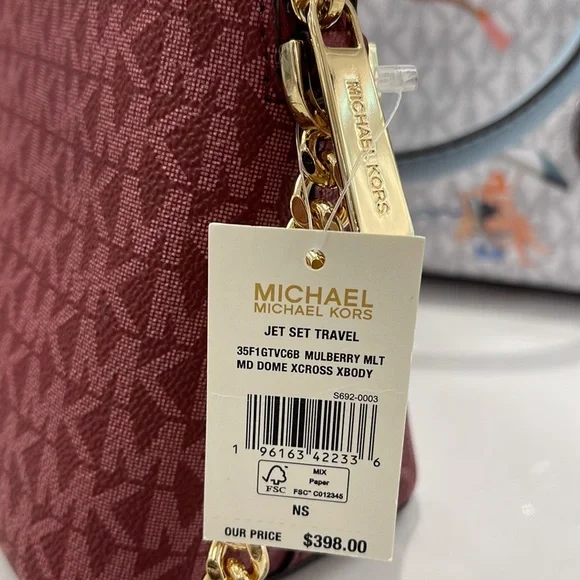 MICHAEL KORS
MICHAEL
MICHAEL KORS
JET SET TRAVEL
35F1GTVC6B MULBERRY MLT
MD DOME XCROSS XBODY
S692-0003
1 96163 42233 6
FSC
MIX
Paper
FSC™ C012345
NS
OUR PRICE $398.00